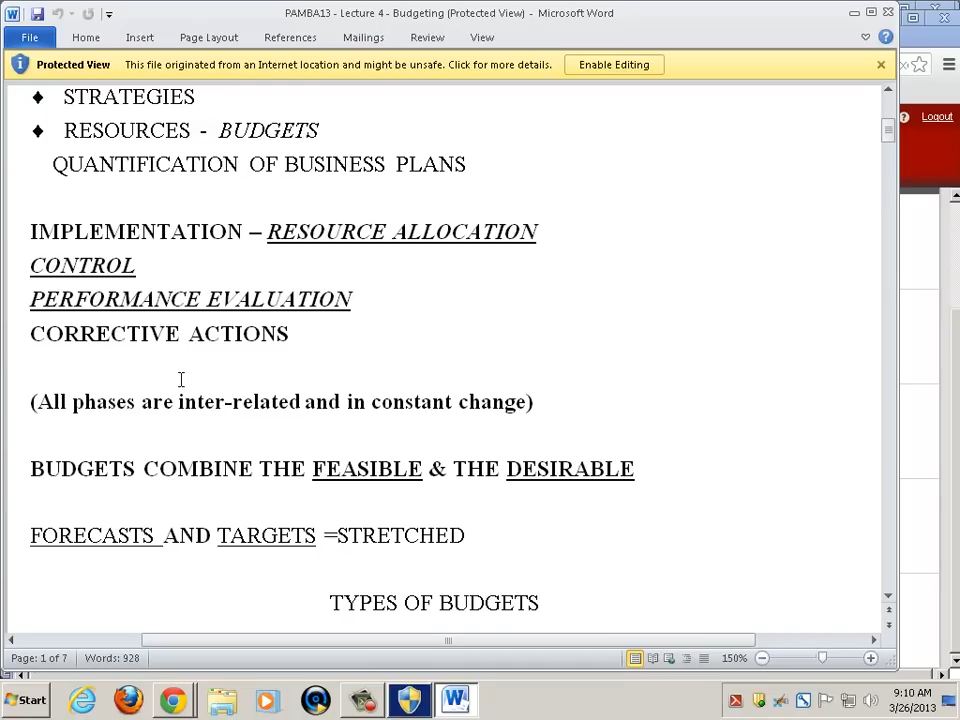 PAMBA13 - Lecture 4 - Budgeting (Protected View) - Microsoft Word
File Home Insert Page Layout References Mailings Review View
Protected View This file originated from an Internet location and might be unsafe. Click for more details. Enable Editing
Logout
♦ STRATEGIES
♦ RESOURCES - BUDGETS
QUANTIFICATION OF BUSINESS PLANS
IMPLEMENTATION – RESOURCE ALLOCATION
CONTROL
PERFORMANCE EVALUATION
CORRECTIVE ACTIONS
(All phases are inter-related and in constant change)
BUDGETS COMBINE THE FEASIBLE & THE DESIRABLE
FORECASTS AND TARGETS =STRETCHED
TYPES OF BUDGETS
Page: 1 of 7 Words: 928 150%
Start 9:10 AM
3/26/2013